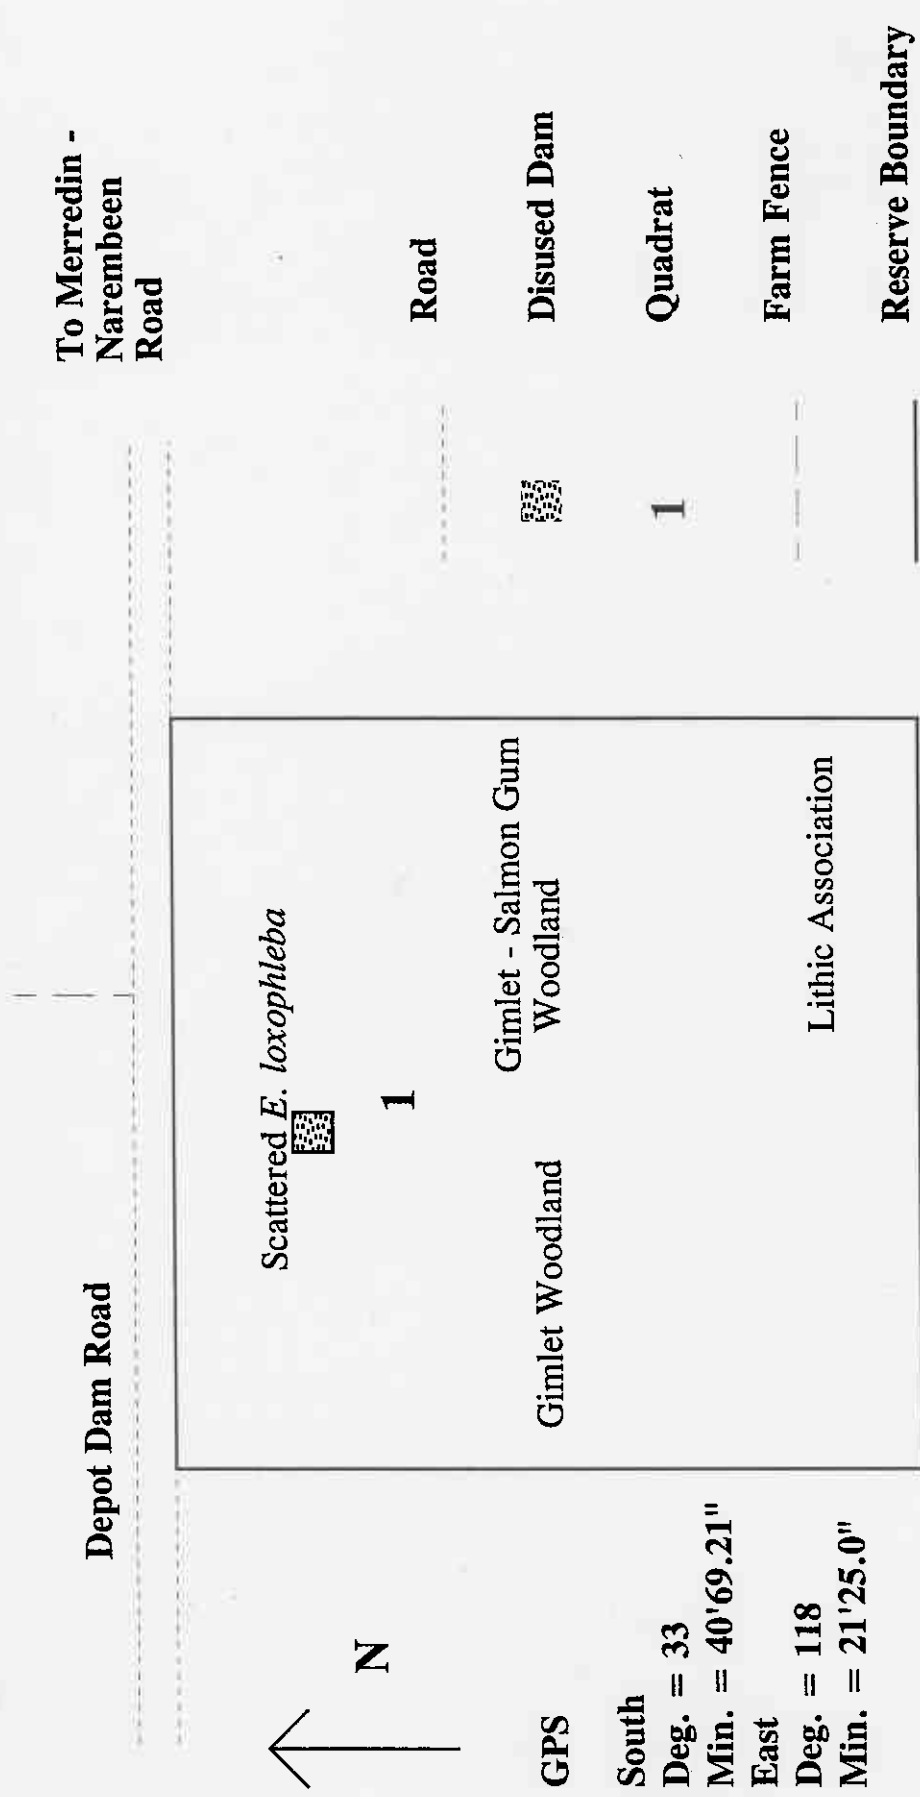 Depot Dam Road
To Merredin -
Narembeen
Road
Scattered E. loxophleba
1
Gimlet Woodland
Gimlet - Salmon Gum
Woodland
Lithic Association
N
GPS
South
Deg. = 33
Min. = 40'69.21"
East
Deg. = 118
Min. = 21'25.0"
Road
Disused Dam
1
Quadrat
Farm Fence
Reserve Boundary